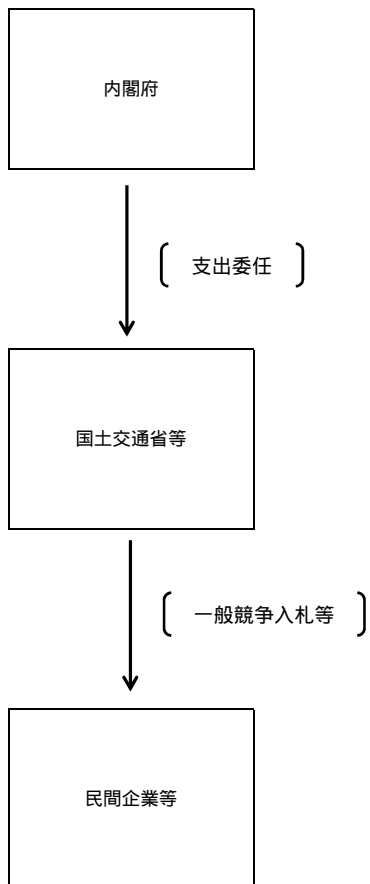 内閣府
支出委任
国土交通省等
一般競争入札等
民間企業等